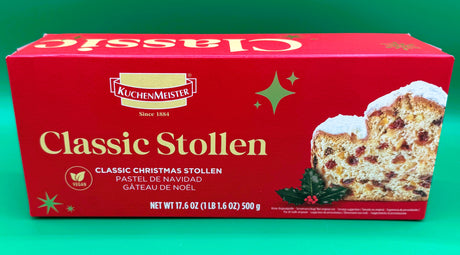 Classic
KUCHENMEISTER
Since 1884
Classic Stollen
CLASSIC CHRISTMAS STOLLEN
PASTEL DE NAVIDAD
GÂTEAU DE NOËL
VEGAN
NET WT 17.6 OZ (1 LB 1.6 OZ) 500 g